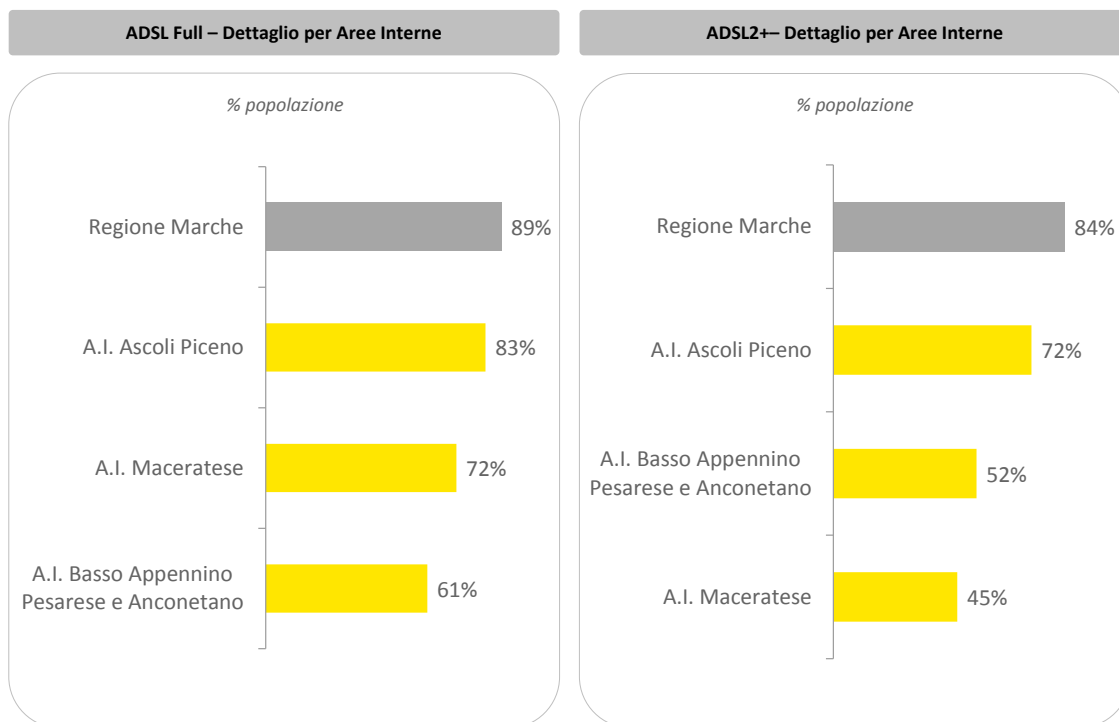 ADSL Full – Dettaglio per Aree Interne
% popolazione
Regione Marche
89%
A.I. Ascoli Piceno
83%
A.I. Maceratese
72%
A.I. Basso Appennino
Pesarese e Anconetano
61%
ADSL2+– Dettaglio per Aree Interne
% popolazione
Regione Marche
84%
A.I. Ascoli Piceno
72%
A.I. Basso Appennino
Pesarese e Anconetano
52%
A.I. Maceratese
45%